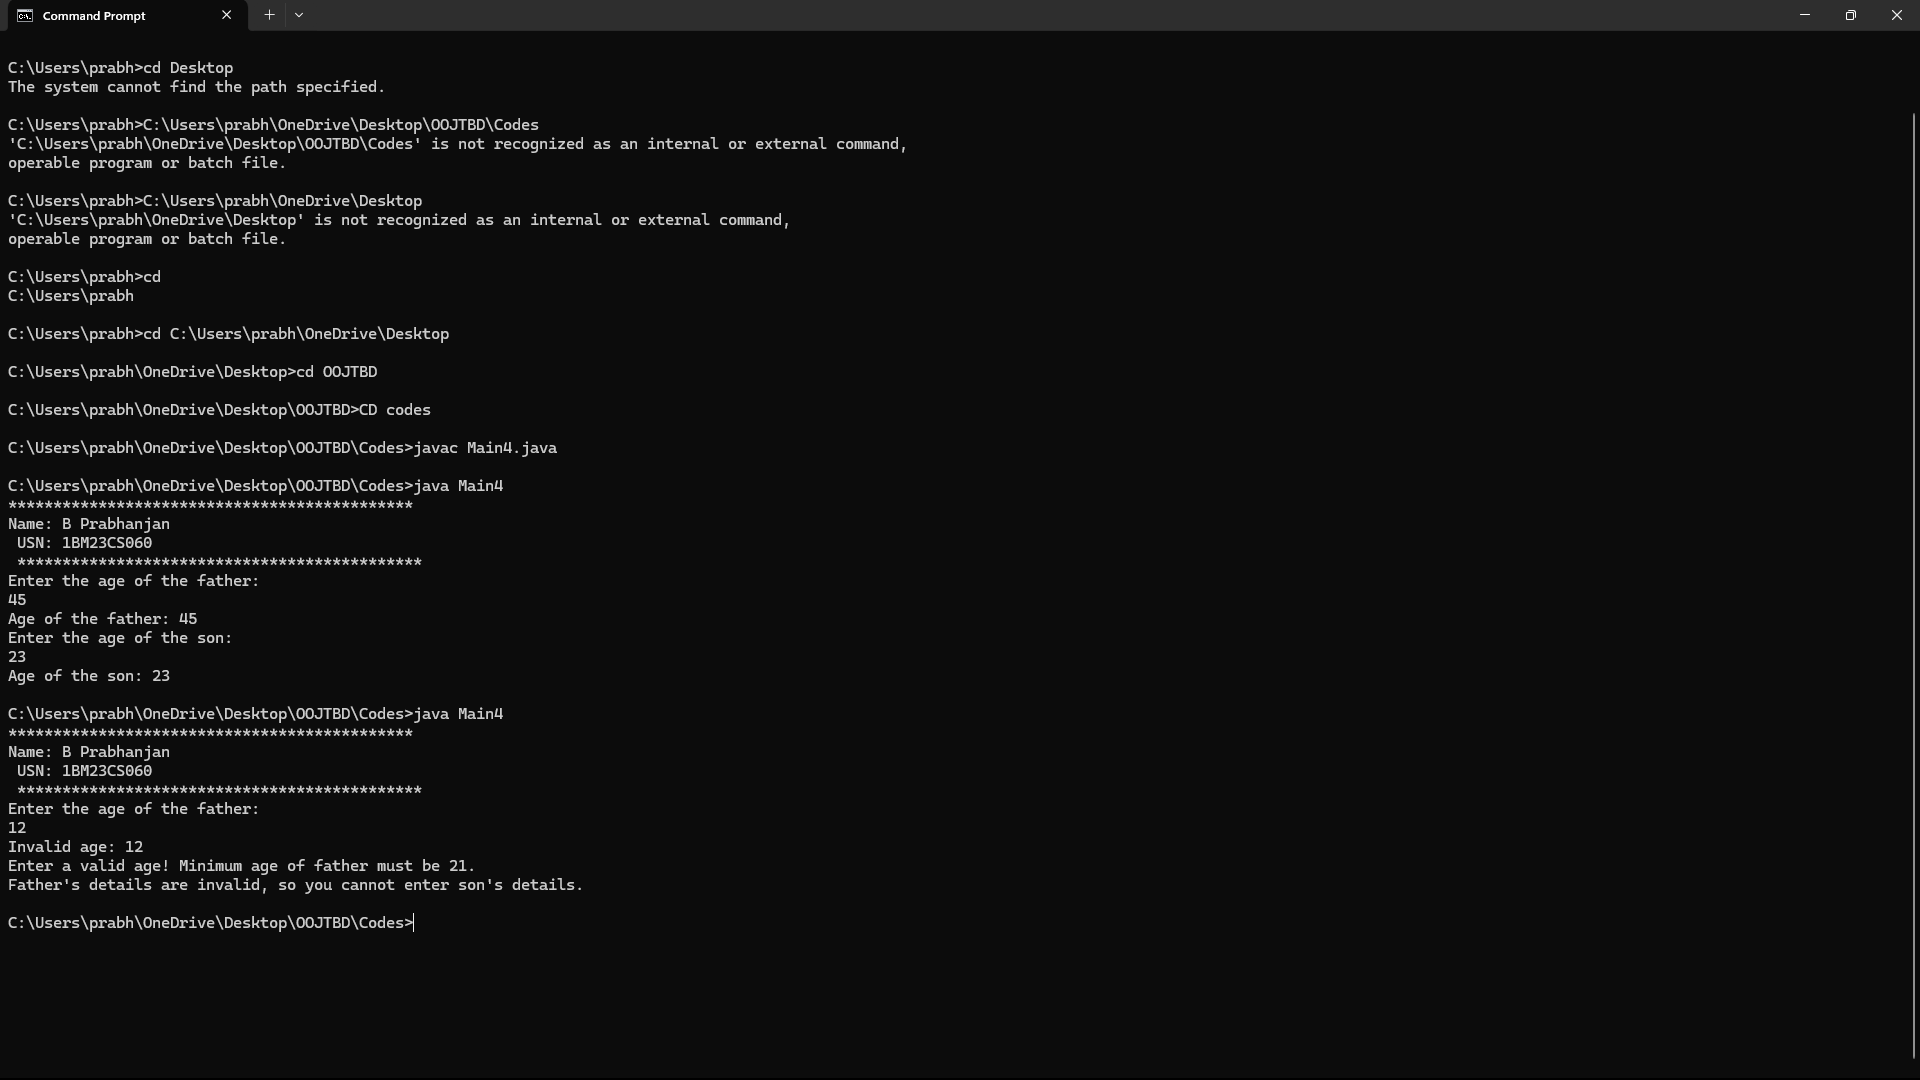 Command Prompt
C:\Users\prabh>cd Desktop
The system cannot find the path specified.
C:\Users\prabh>C:\Users\prabh\OneDrive\Desktop\OOJTBD\Codes
'C:\Users\prabh\OneDrive\Desktop\OOJTBD\Codes' is not recognized as an internal or external command,
operable program or batch file.
C:\Users\prabh>C:\Users\prabh\OneDrive\Desktop
'C:\Users\prabh\OneDrive\Desktop' is not recognized as an internal or external command,
operable program or batch file.
C:\Users\prabh>cd
C:\Users\prabh
C:\Users\prabh>cd C:\Users\prabh\OneDrive\Desktop
C:\Users\prabh\OneDrive\Desktop>cd OOJTBD
C:\Users\prabh\OneDrive\Desktop\OOJTBD>CD codes
C:\Users\prabh\OneDrive\Desktop\OOJTBD\Codes>javac Main4.java
C:\Users\prabh\OneDrive\Desktop\OOJTBD\Codes>java Main4
*********************************************
Name: B Prabhanjan
 USN: 1BM23CS060
 *********************************************
Enter the age of the father:
45
Age of the father: 45
Enter the age of the son:
23
Age of the son: 23
C:\Users\prabh\OneDrive\Desktop\OOJTBD\Codes>java Main4
*********************************************
Name: B Prabhanjan
 USN: 1BM23CS060
 *********************************************
Enter the age of the father:
12
Invalid age: 12
Enter a valid age! Minimum age of father must be 21.
Father's details are invalid, so you cannot enter son's details.
C:\Users\prabh\OneDrive\Desktop\OOJTBD\Codes>